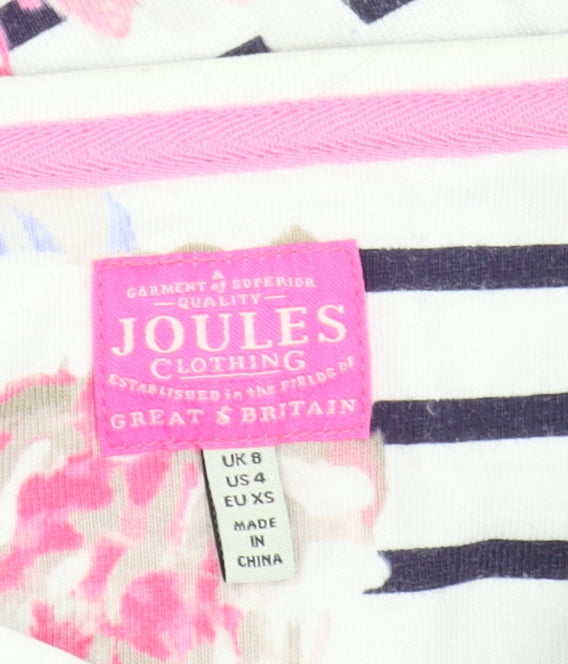 A
GARMENT of SUPERIOR
QUALITY
JOULES
CLOTHING
ESTABLISHED in the FIELDS OF
GREAT & BRITAIN
UK 8
US 4
EU XS
MADE
IN
CHINA